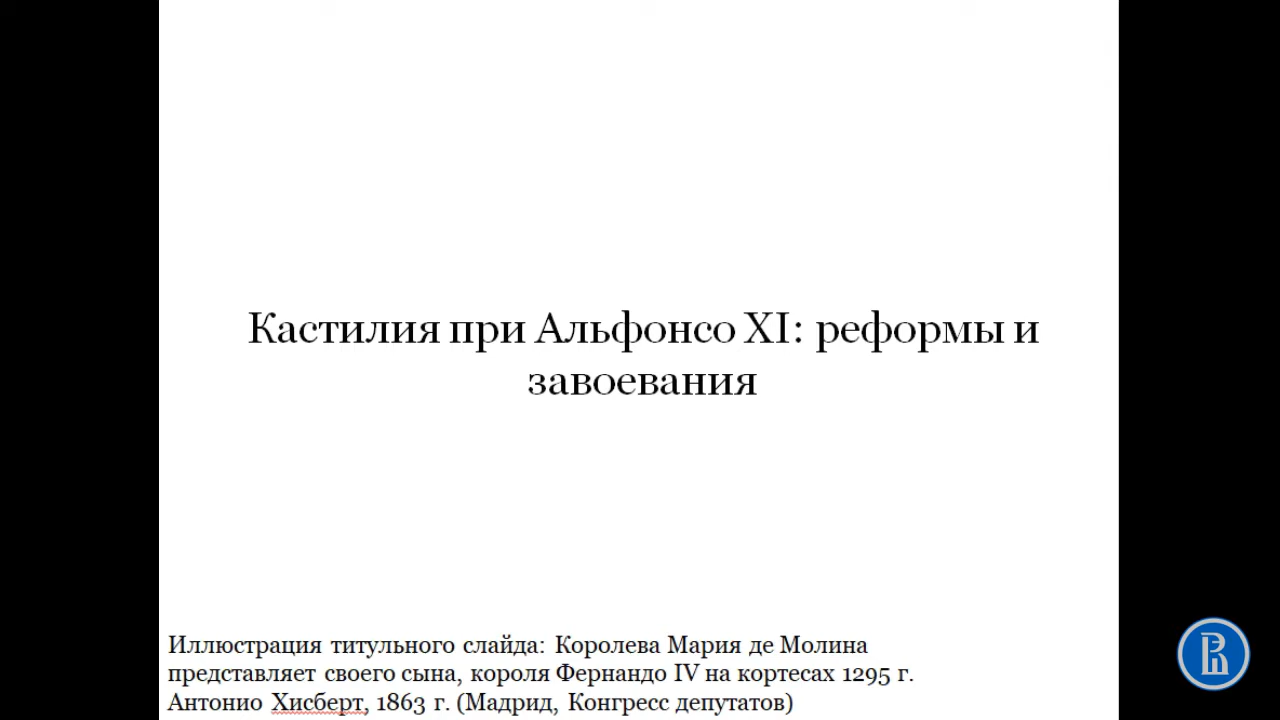 Кастилия при Альфонсо XI: реформы и
завоевания
Иллюстрация титульного слайда: Королева Мария де Молина
представляет своего сына, короля Фернандо IV на кортесах 1295 г.
Антонио Хисберт, 1863 г. (Мадрид, Конгресс депутатов)